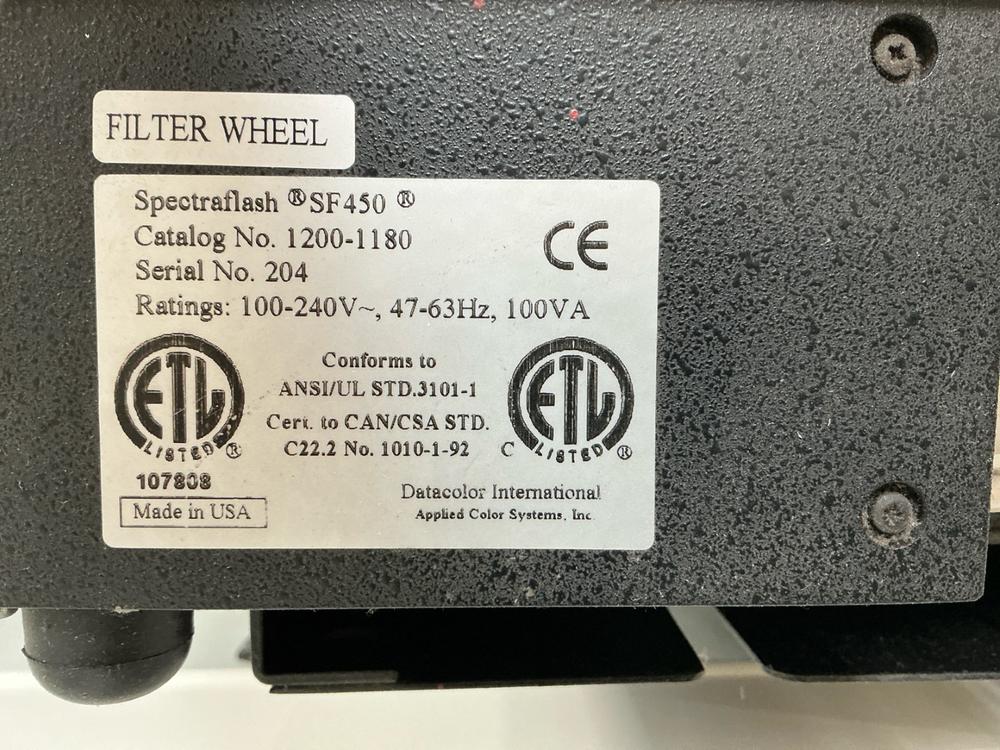 FILTER WHEEL
Spectraflash ® SF450 ®
Catalog No. 1200-1180
CE
Serial No. 204
Ratings: 100-240V~, 47-63Hz, 100VA
Conforms to
ANSI/UL STD.3101-1
Cert. to CAN/CSA STD.
C22.2 No. 1010-1-92
ETL
LISTED ®
107808
C ETL
LISTED ®
Made in USA
Datacolor International
Applied Color Systems, Inc.